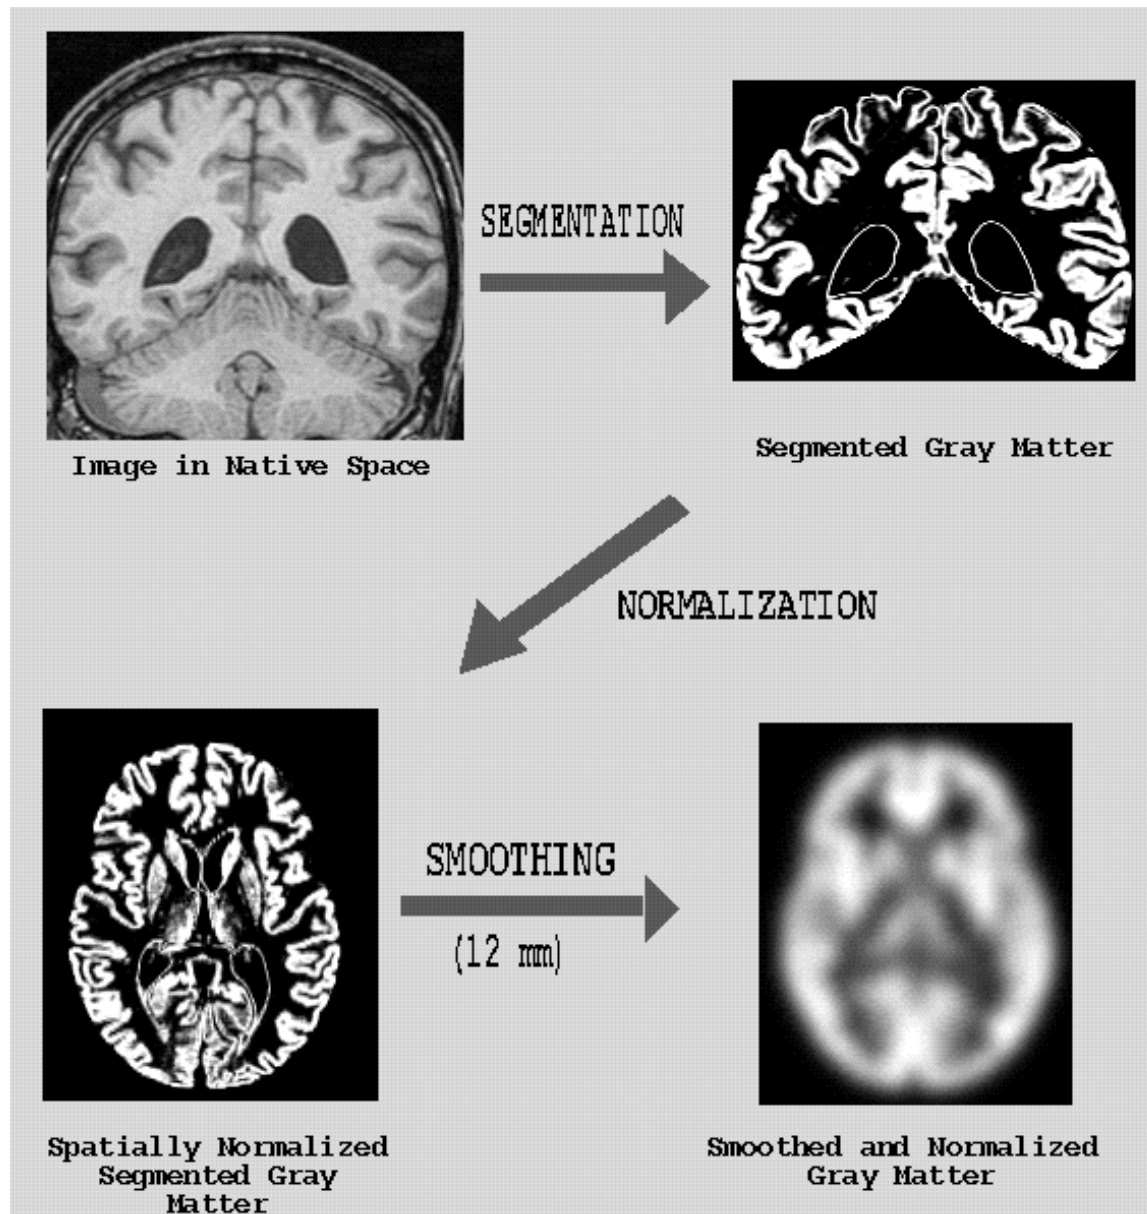 SEGMENTATION
Image in Native Space
Segmented Gray Matter
NORMALIZATION
SMOOTHING
(12 mm)
Spatially Normalized
Segmented Gray
Matter
Smoothed and Normalized
Gray Matter